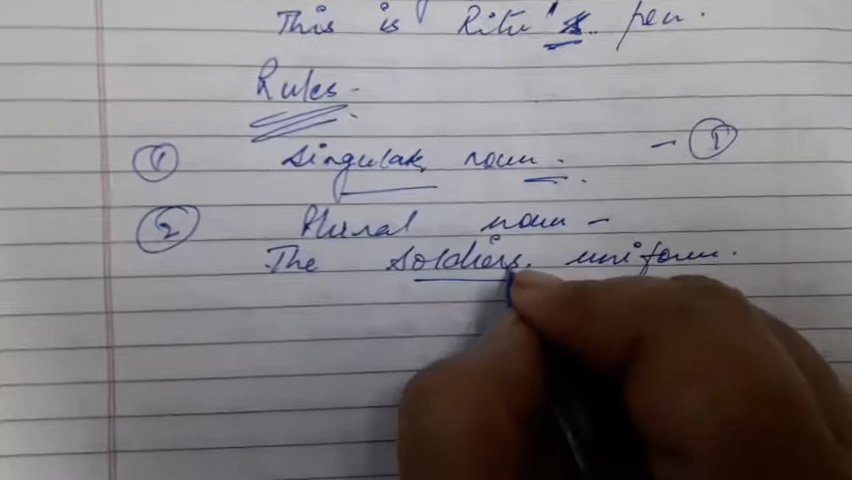 This is Ritu's pen.
Rules -
① Singular noun. - ①
② Plural noun -
The Soldiers. uniform.